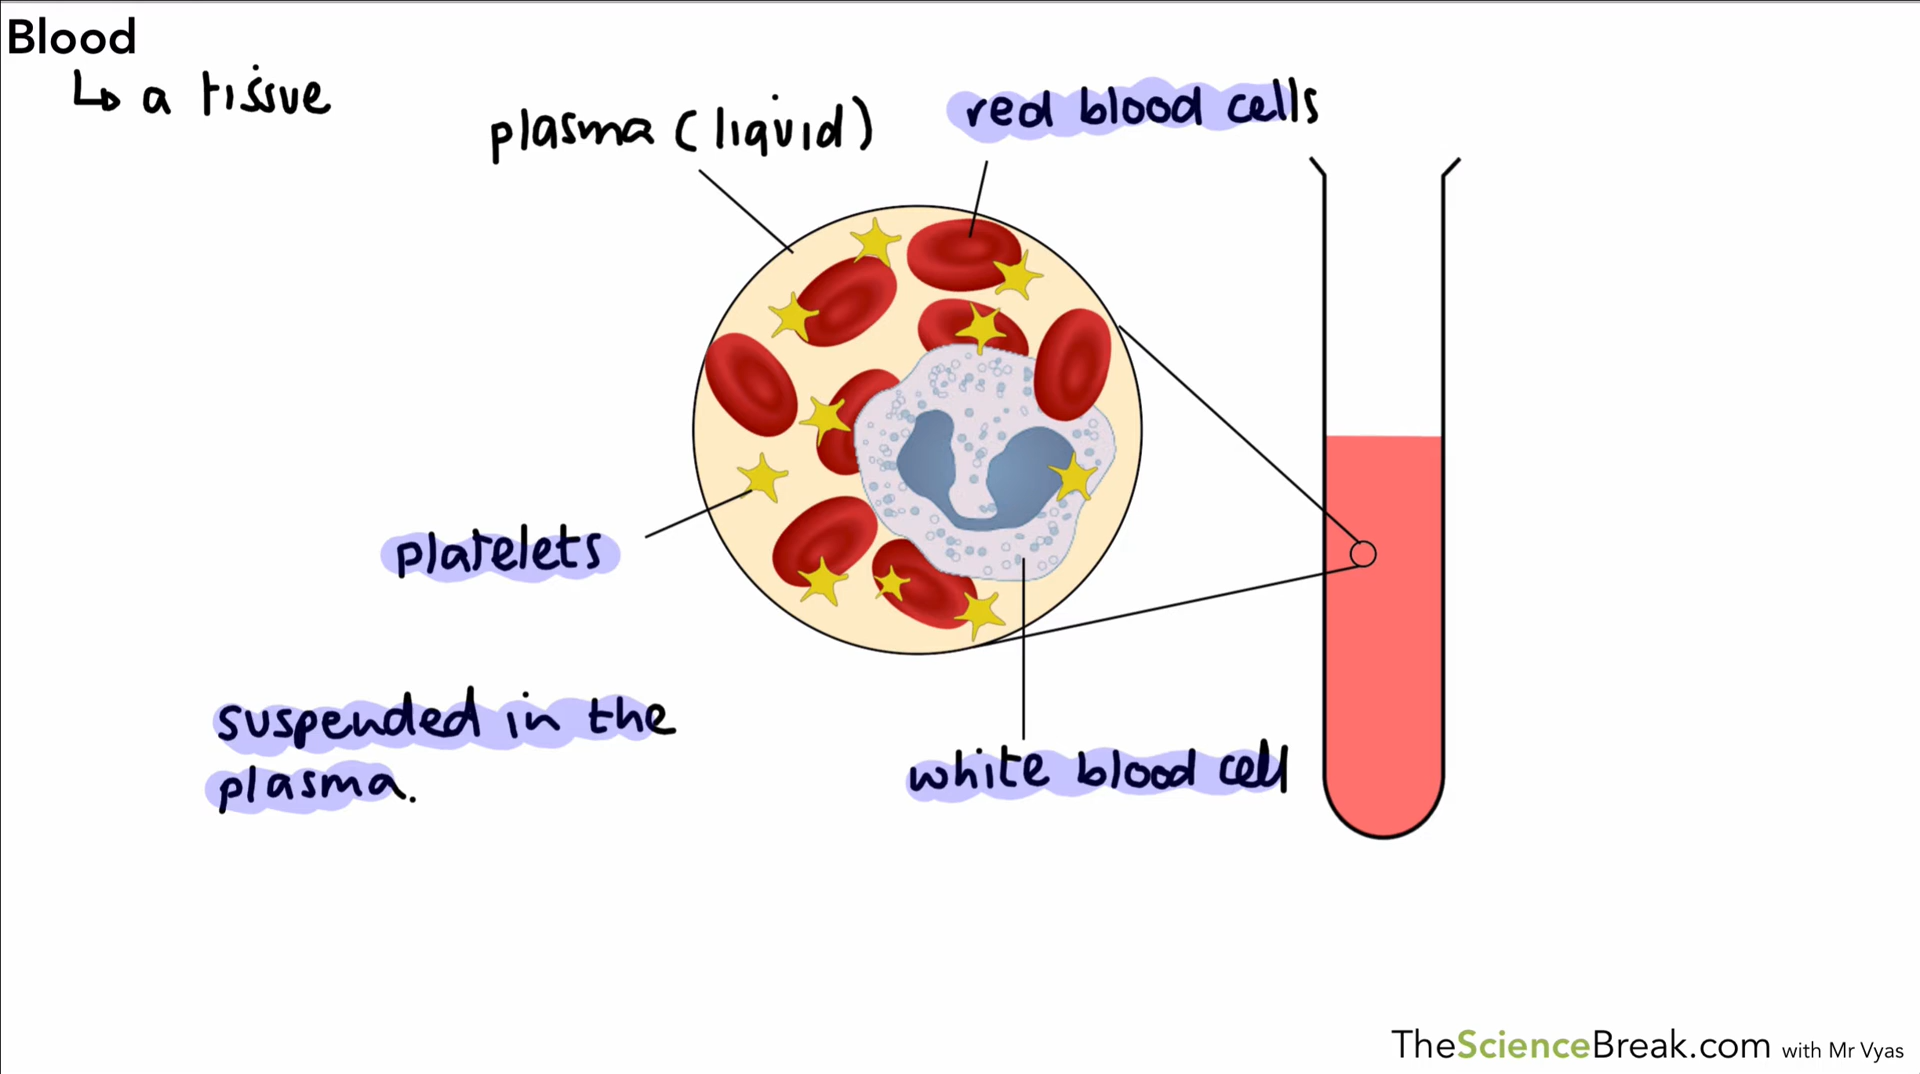 Blood
↳ a tissue
plasma (liquid)
red blood cells
platelets
suspended in the
plasma.
white blood cell
TheScienceBreak.com with Mr Vyas